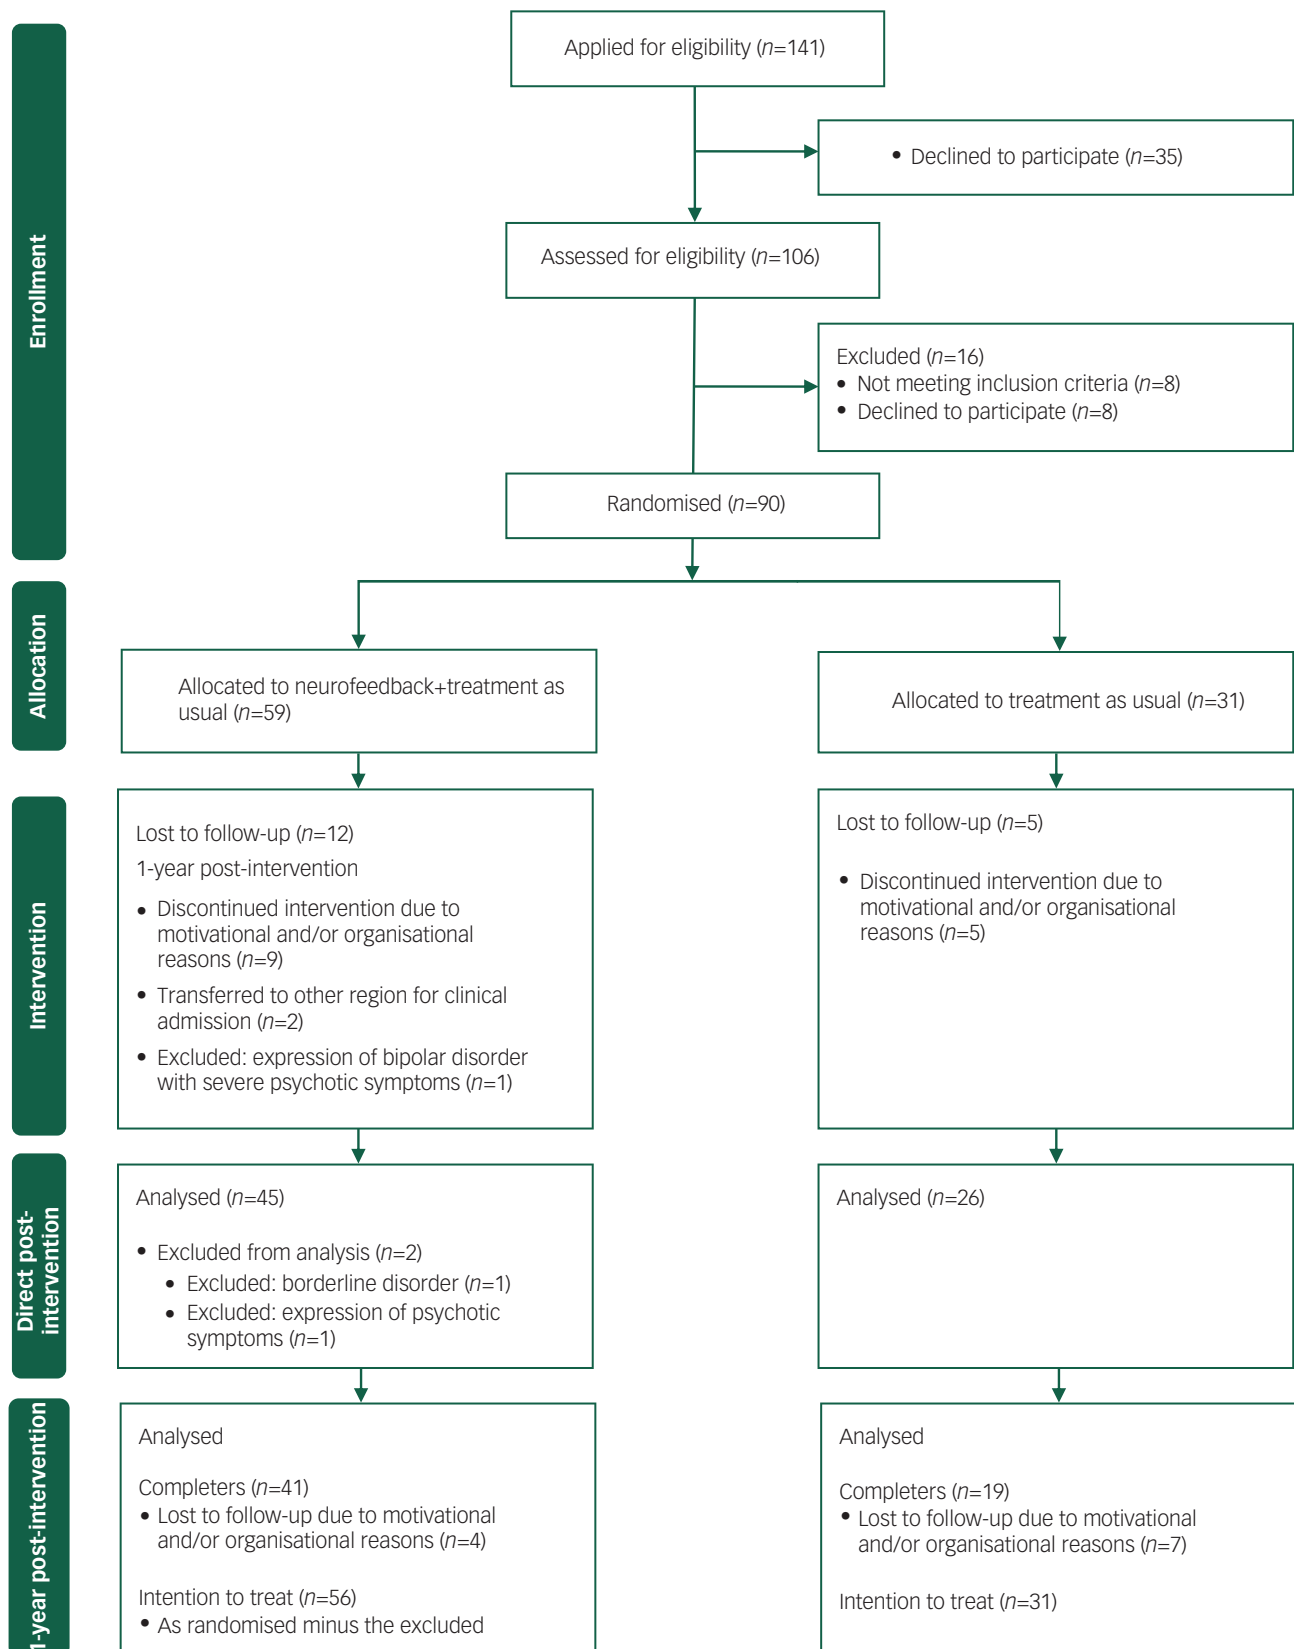 Enrollment
Applied for eligibility (n=141)
• Declined to participate (n=35)
Assessed for eligibility (n=106)
Excluded (n=16)
• Not meeting inclusion criteria (n=8)
• Declined to participate (n=8)
Randomised (n=90)
Allocation
Allocated to neurofeedback+treatment as
usual (n=59)
Allocated to treatment as usual (n=31)
Intervention
Lost to follow-up (n=12)
1-year post-intervention
• Discontinued intervention due to
motivational and/or organisational
reasons (n=9)
• Transferred to other region for clinical
admission (n=2)
• Excluded: expression of bipolar disorder
with severe psychotic symptoms (n=1)
Lost to follow-up (n=5)
• Discontinued intervention due to
motivational and/or organisational
reasons (n=5)
Direct post-
intervention
Analysed (n=45)
• Excluded from analysis (n=2)
• Excluded: borderline disorder (n=1)
• Excluded: expression of psychotic
symptoms (n=1)
Analysed (n=26)
1-year post-intervention
Analysed
Completers (n=41)
• Lost to follow-up due to motivational
and/or organisational reasons (n=4)
Intention to treat (n=56)
• As randomised minus the excluded
Analysed
Completers (n=19)
• Lost to follow-up due to motivational
and/or organisational reasons (n=7)
Intention to treat (n=31)